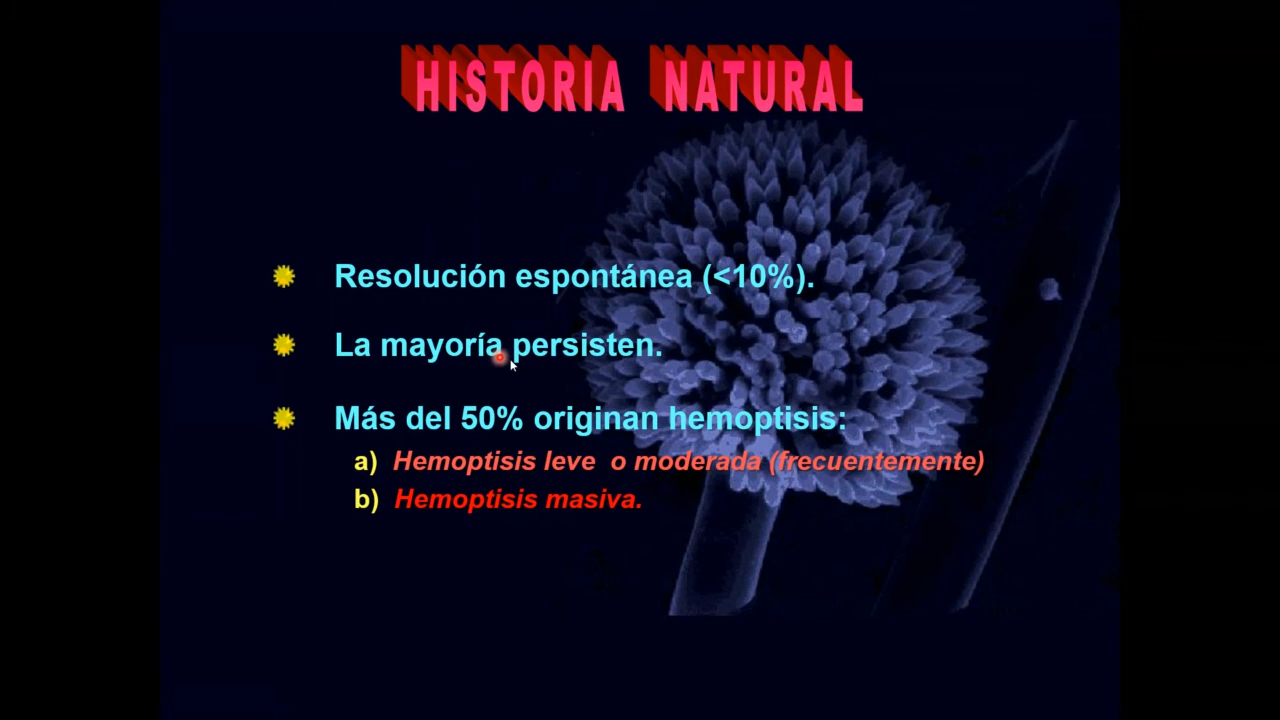 HISTORIA NATURAL
Resolución espontánea (<10%).
La mayoría persisten.
Más del 50% originan hemoptisis:
a) Hemoptisis leve o moderada (frecuentemente)
b) Hemoptisis masiva.